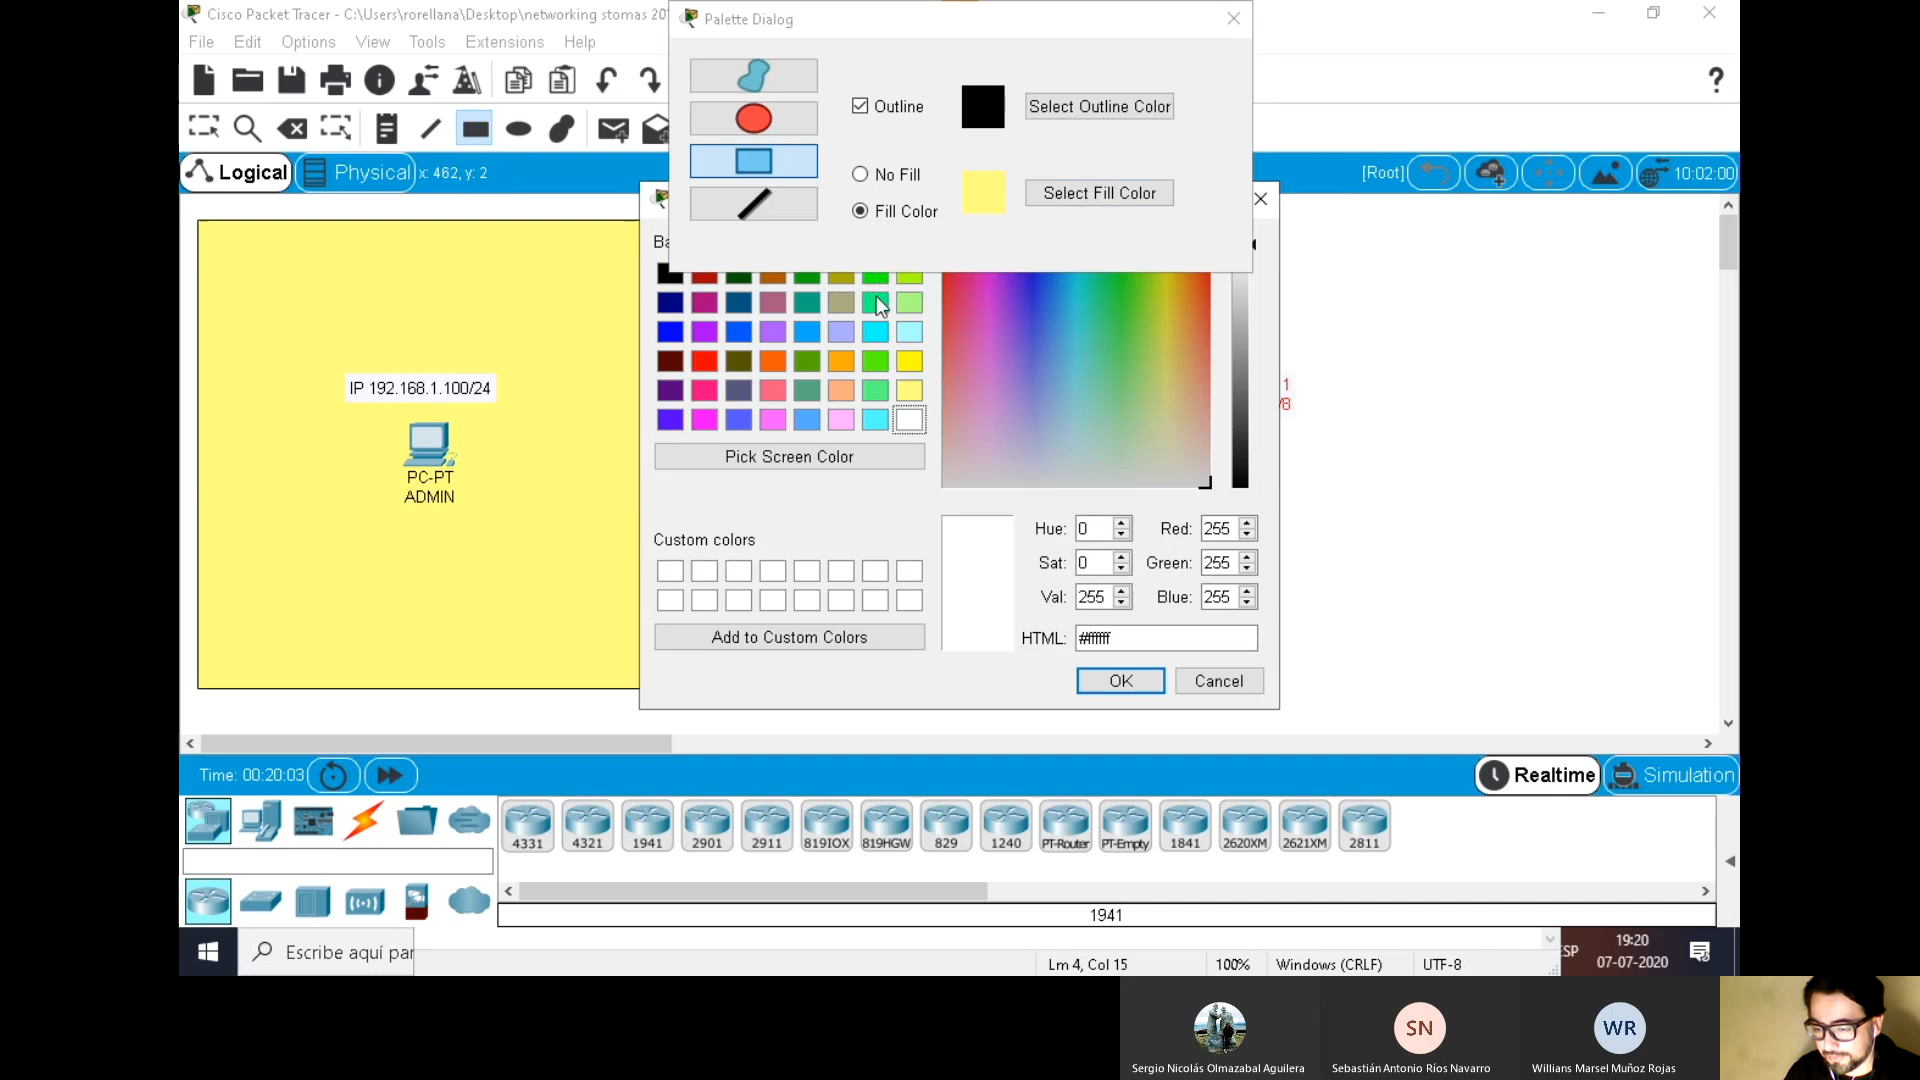 Cisco Packet Tracer - C:\Users\rorellana\Desktop\networking stomas 20
Palette Dialog
File Edit Options View Tools Extensions Help
Outline
Select Outline Color
No Fill
Fill Color
Select Fill Color
Logical
Physical
x: 462, y: 2
[Root]
10:02:00
Ba
IP 192.168.1.100/24
PC-PT
ADMIN
1
/8
Pick Screen Color
Custom colors
Add to Custom Colors
Hue: 0 Red: 255
Sat: 0 Green: 255
Val: 255 Blue: 255
HTML: #ffffff
OK Cancel
Time: 00:20:03
Realtime
Simulation
4331 4321 1941 2901 2911 819IOX 819HGW 829 1240 PT-Router PT-Empty 1841 2620XM 2621XM 2811
1941
Escribe aquí par
Lm 4, Col 15 100% Windows (CRLF) UTF-8
ESP
19:20
07-07-2020
SN
WR
Sergio Nicolás Olmazabal Aguilera
Sebastián Antonio Ríos Navarro
Willians Marsel Muñoz Rojas